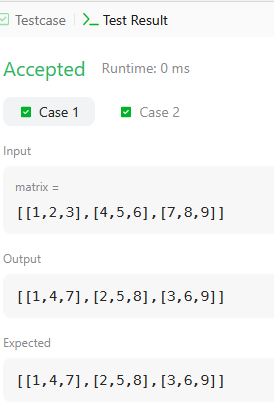 Testcase Test Result
Accepted Runtime: 0 ms
Case 1 Case 2
Input
matrix =
[[1,2,3],[4,5,6],[7,8,9]]
Output
[[1,4,7],[2,5,8],[3,6,9]]
Expected
[[1,4,7],[2,5,8],[3,6,9]]